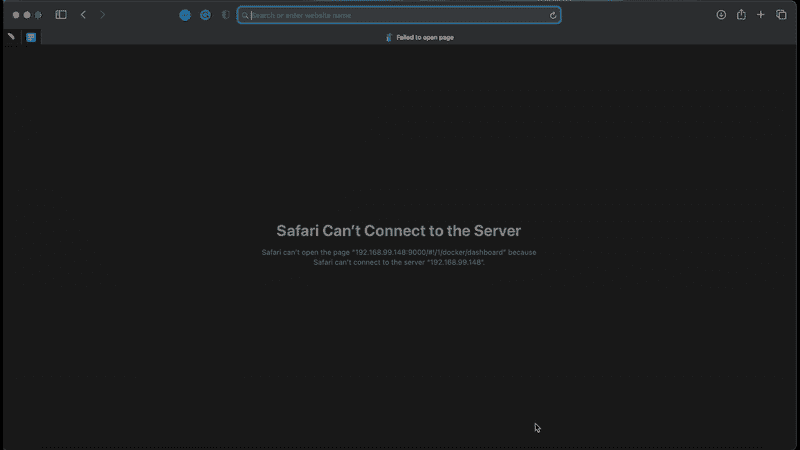 Search or enter website name
Failed to open page
Safari Can't Connect to the Server
Safari can't open the page "192.168.99.148:9000/#!/1/docker/dashboard" because
Safari can't connect to the server "192.168.99.148".